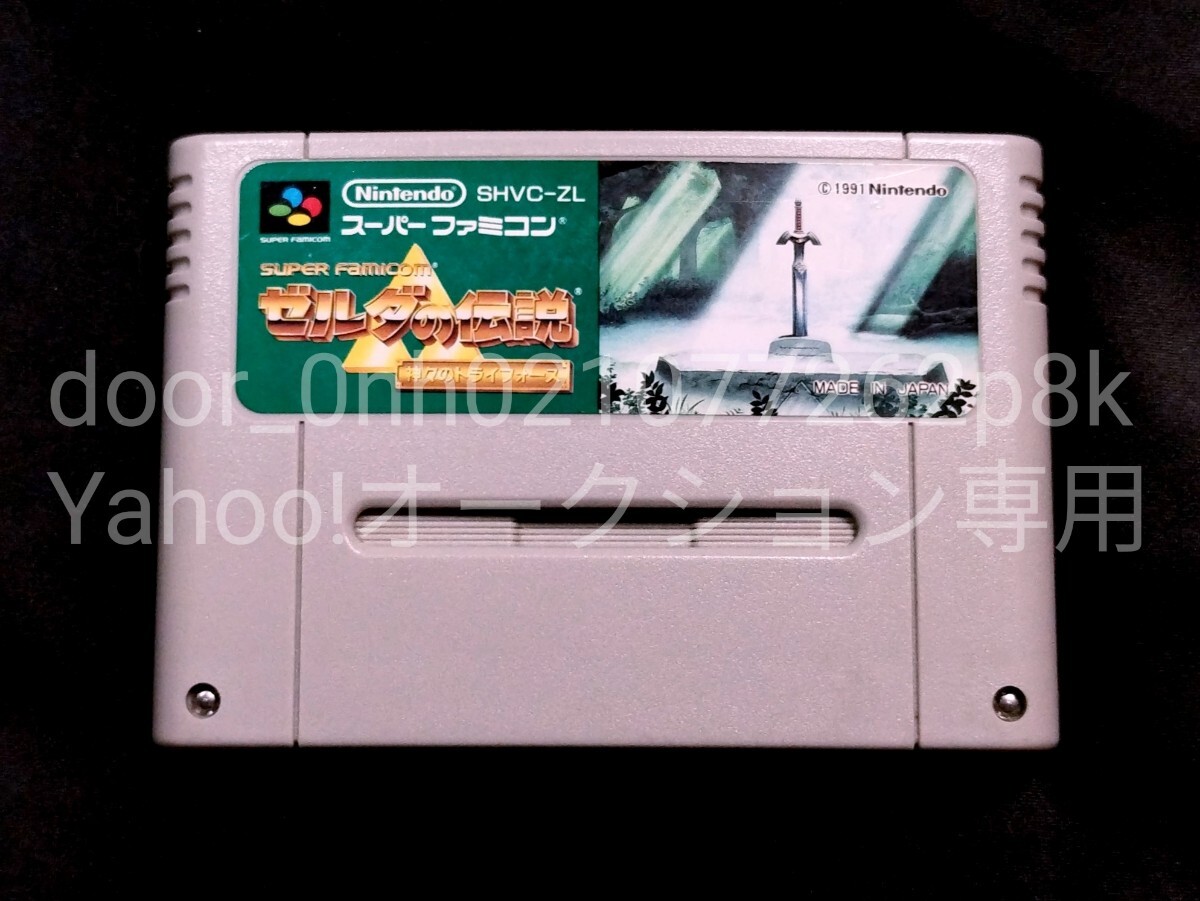 Nintendo SHVC-ZL
スーパーファミコン®
SUPER FAMICOM
SUPER FAMICOM®
ゼルダの伝説®
神々のトライフォース
©1991 Nintendo
MADE IN JAPAN
Yahoo!オークション専用